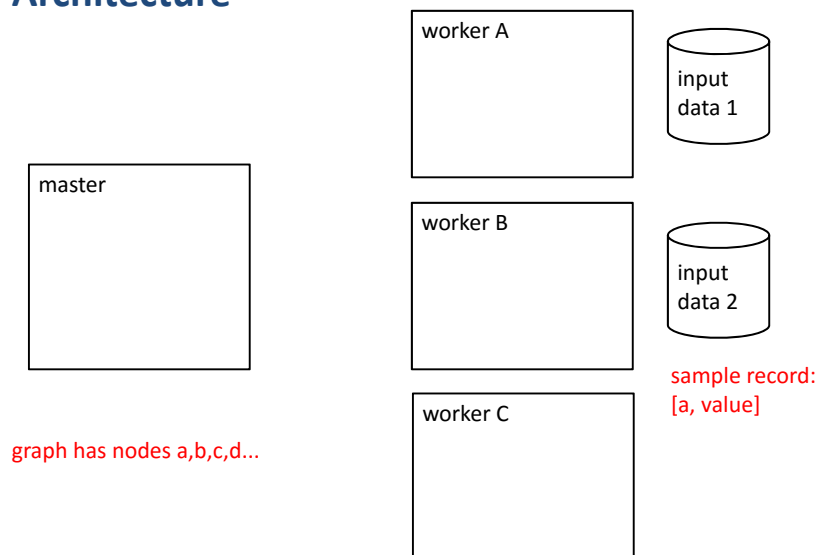 Architecture
worker A
input
data 1
master
worker B
input
data 2
sample record:
[a, value]
worker C
graph has nodes a,b,c,d...